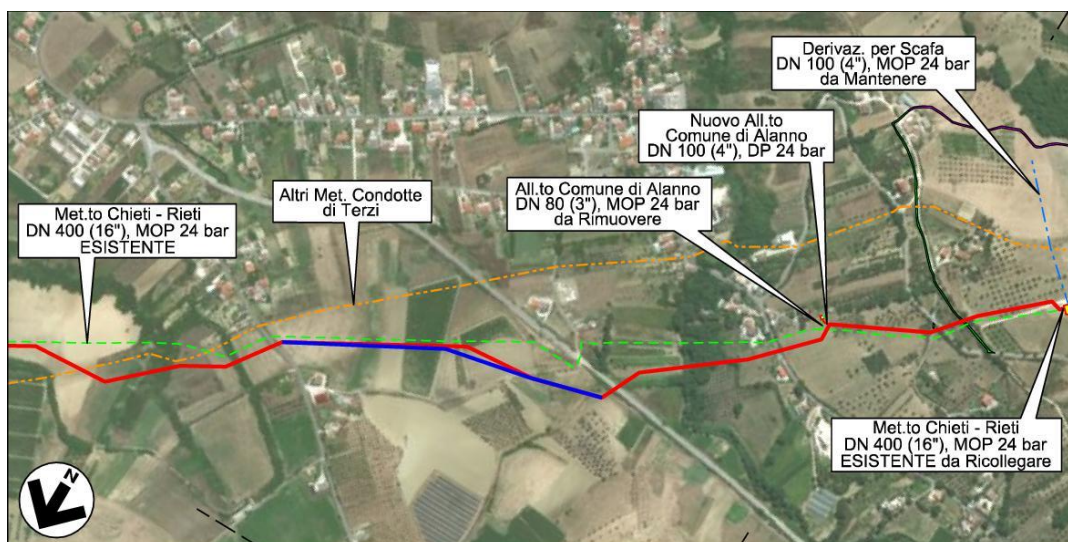 Derivaz. per Scafa
DN 100 (4"), MOP 24 bar
da Mantenere
Nuovo All.to
Comune di Alanno
DN 100 (4"), DP 24 bar
Altri Met. Condotte
di Terzi
All.to Comune di Alanno
DN 80 (3"), MOP 24 bar
da Rimuovere
Met.to Chieti - Rieti
DN 400 (16"), MOP 24 bar
ESISTENTE
Met.to Chieti - Rieti
DN 400 (16"), MOP 24 bar
ESISTENTE da Ricollegare
N